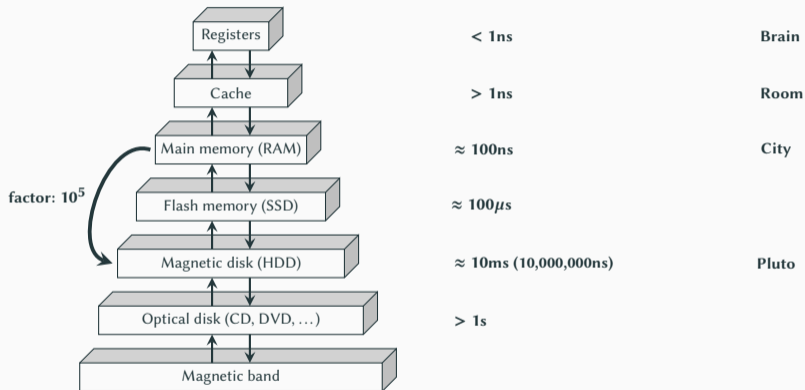 Registers < 1ns Brain
Cache > 1ns Room
Main memory (RAM) ≈ 100ns City
factor: 10⁵
Flash memory (SSD) ≈ 100μs
Magnetic disk (HDD) ≈ 10ms (10,000,000ns) Pluto
Optical disk (CD, DVD, …) > 1s
Magnetic band